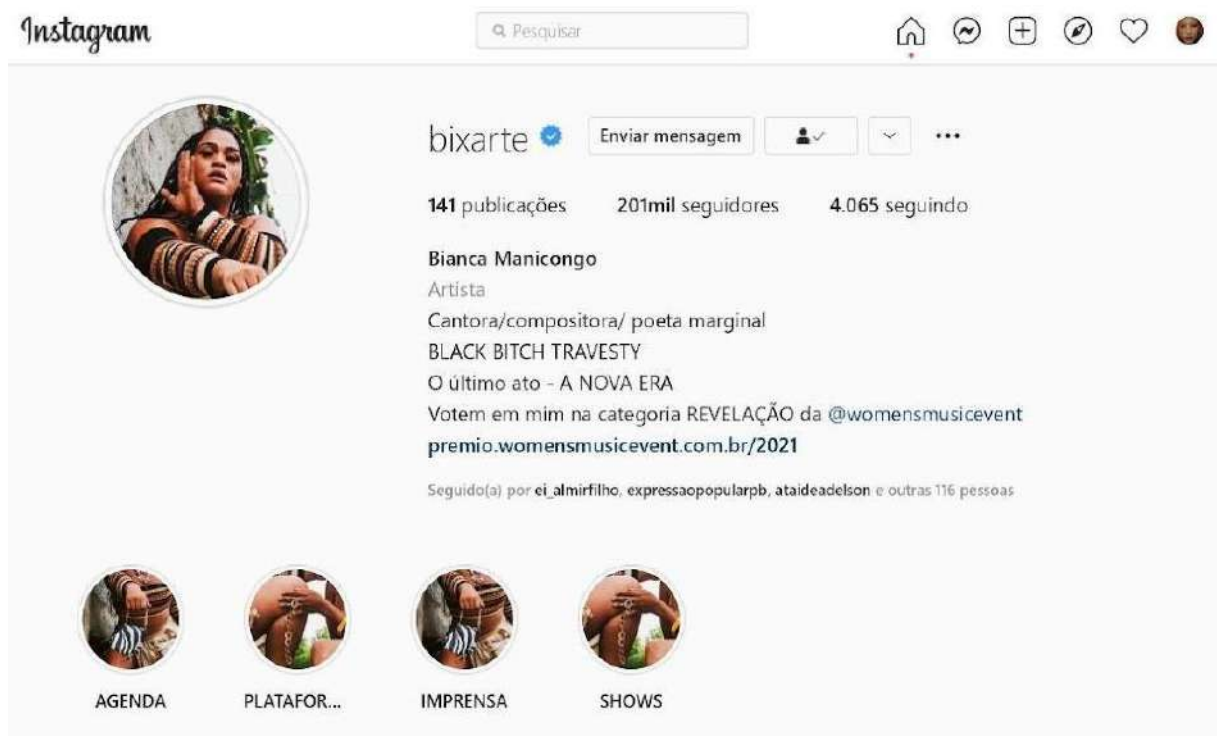 Instagram
Pesquisar
bixarte Enviar mensagem
141 publicações 201mil seguidores 4.065 seguindo
Bianca Manicongo
Artista
Cantora/compositora/ poeta marginal
BLACK BITCH TRAVESTY
O último ato - A NOVA ERA
Votem em mim na categoria REVELAÇÃO da @womensmusicevent
premio.womensmusicevent.com.br/2021
Seguido(a) por ei_almirfilho, expressaopopularpb, ataideadelson e outras 116 pessoas
AGENDA PLATAFOR... IMPRENSA SHOWS